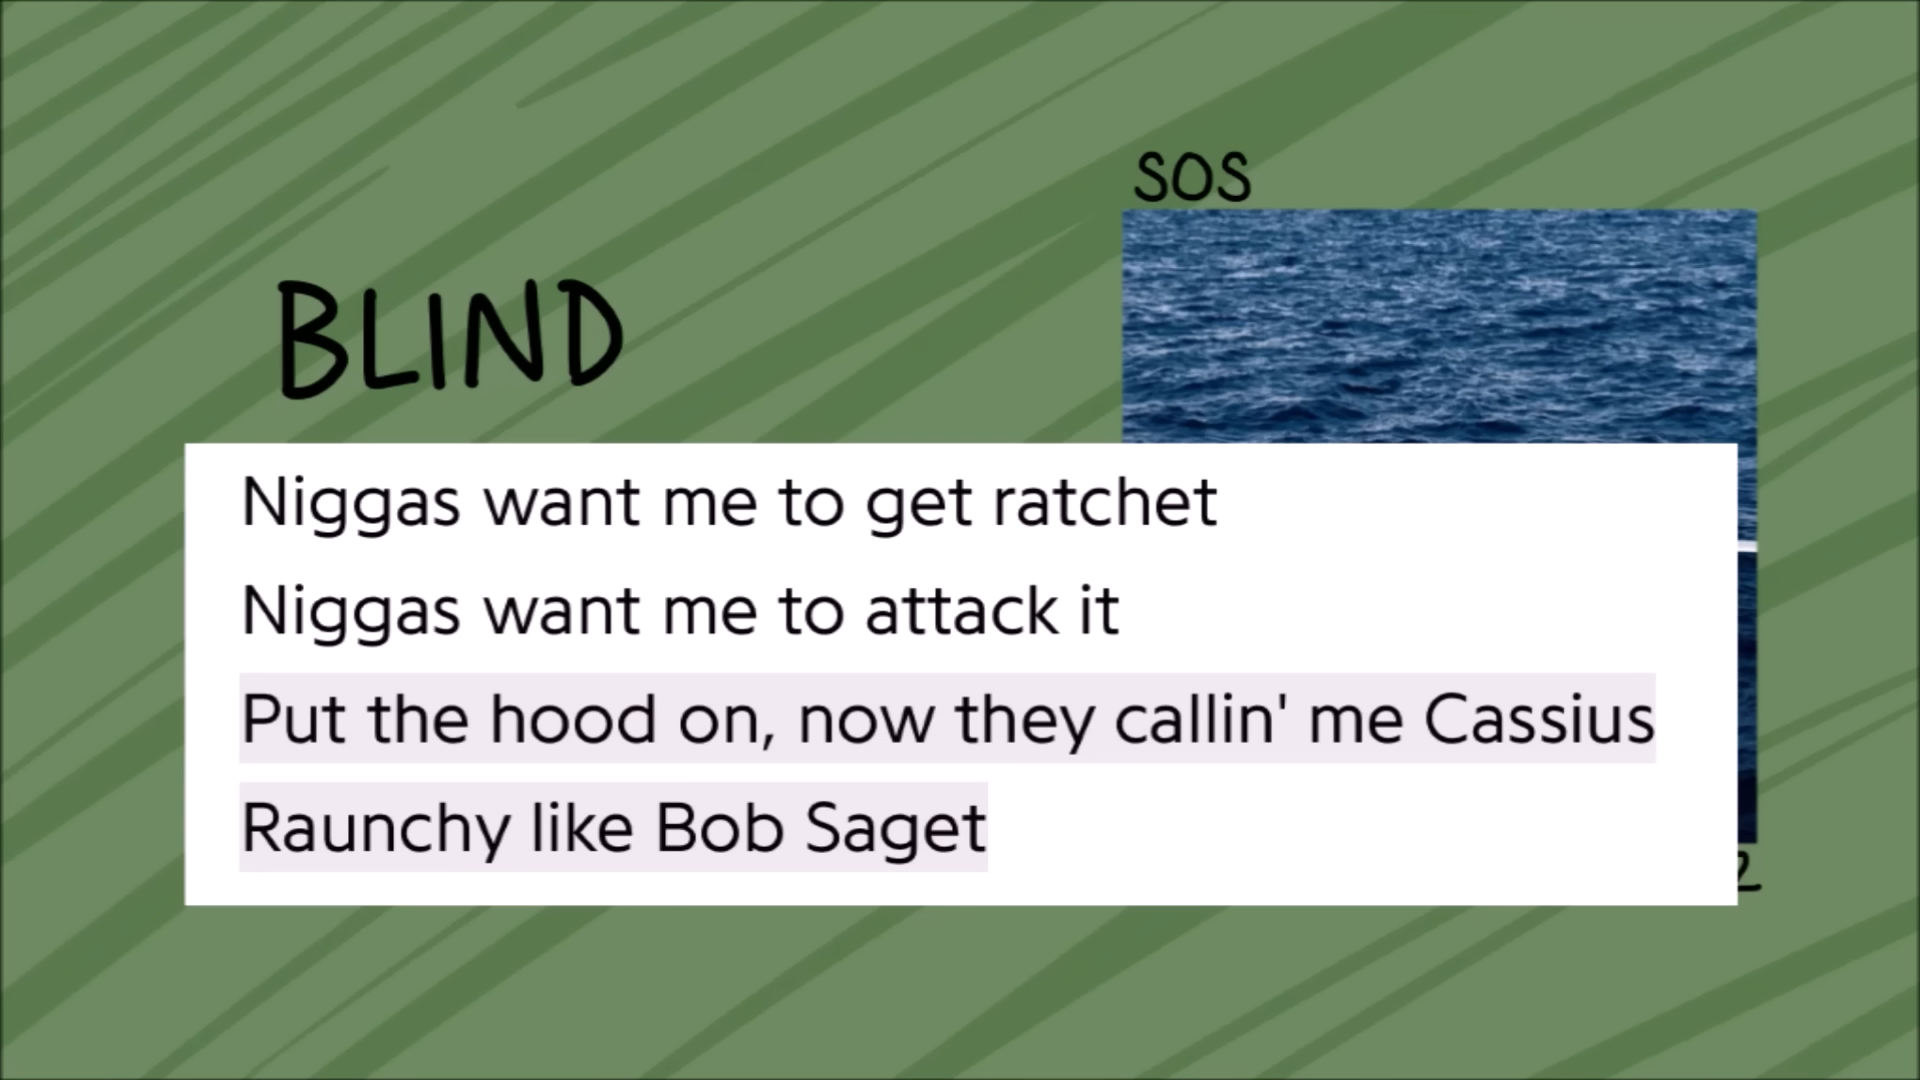 SOS
BLIND
Niggas want me to get ratchet
Niggas want me to attack it
Put the hood on, now they callin' me Cassius
Raunchy like Bob Saget